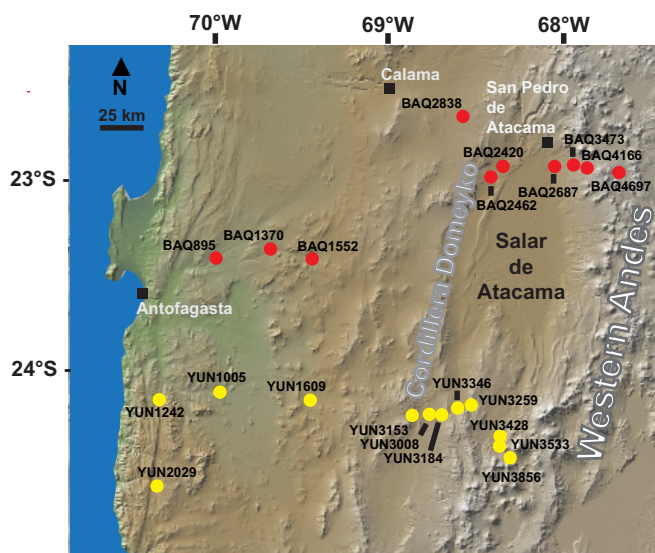 70°W 69°W 68°W
N
25 km
Calama
BAQ2838
San Pedro
de
Atacama
BAQ3473
BAQ2420
BAQ4166
23°S
BAQ2687
BAQ4697
BAQ2462
Cordillera Domeyko
BAQ1370
BAQ895
BAQ1552
Salar
de
Atacama
Western Andes
Antofagasta
24°S
YUN1005
YUN1609
YUN3346
YUN1242
YUN3259
YUN3153
YUN3428
YUN3008
YUN3533
YUN3184
YUN3856
YUN2029